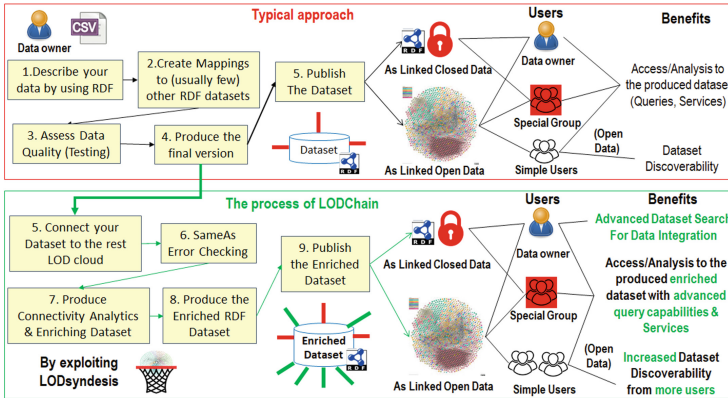 Typical approach
CSV
Data owner
1.Describe your
data by using RDF
2.Create Mappings
to (usually few)
other RDF datasets
3. Assess Data
Quality (Testing)
4. Produce the
final version
5. Publish
The Dataset
Dataset
RDF
RDF
As Linked Closed Data
As Linked Open Data
Users
Data owner
Special Group
Simple Users
(Open
Data)
Benefits
Access/Analysis to
the produced dataset
(Queries, Services)
Dataset
Discoverability
The process of LODChain
5. Connect your
Dataset to the rest
LOD cloud
6. SameAs
Error Checking
7. Produce
Connectivity Analytics
& Enriching Dataset
8. Produce the
Enriched RDF
Dataset
9. Publish
the Enriched
Dataset
By exploiting
LODsyndesis
Enriched
Dataset
RDF
RDF
As Linked Closed Data
As Linked Open Data
Users
Data owner
Special Group
Simple Users
(Open
Data)
Benefits
Advanced Dataset Search
For Data Integration
Access/Analysis to the
produced enriched
dataset with advanced
query capabilities &
Services
Increased Dataset
Discoverability
from more users